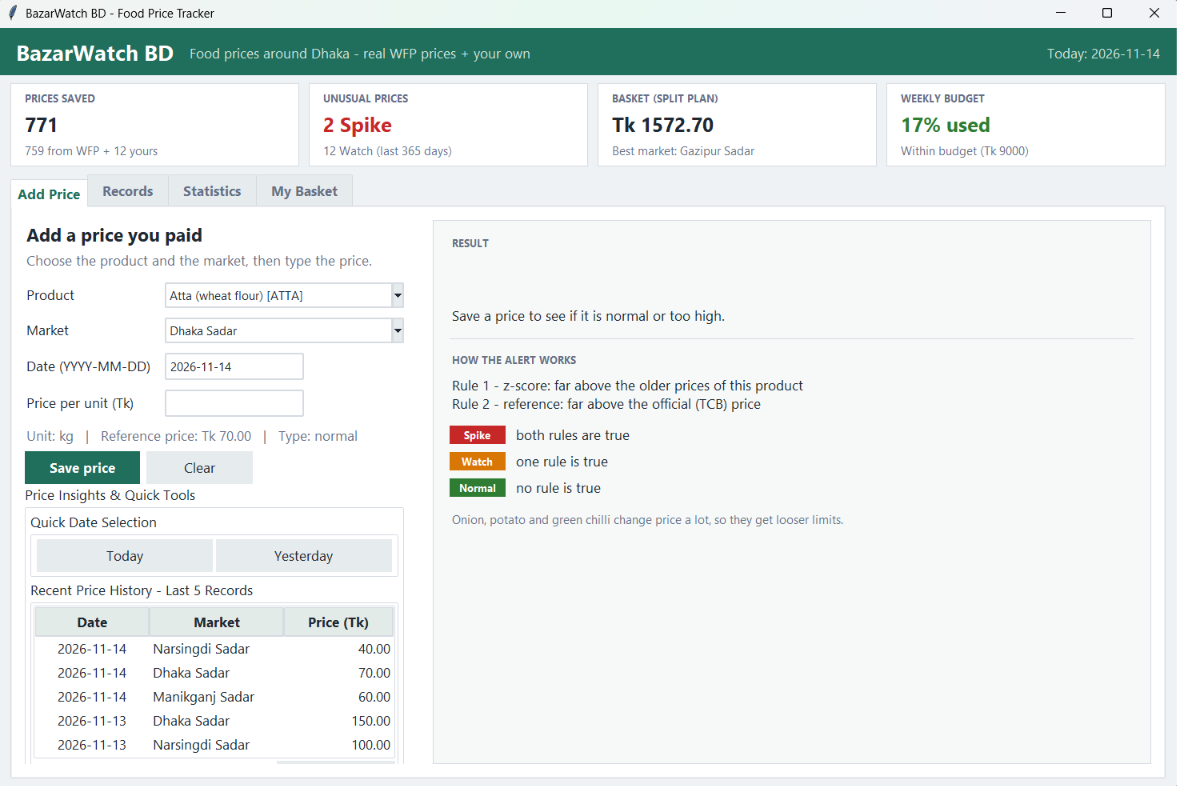 BazarWatch BD - Food Price Tracker
BazarWatch BD Food prices around Dhaka - real WFP prices + your own Today: 2026-11-14
PRICES SAVED
771
759 from WFP + 12 yours
UNUSUAL PRICES
2 Spike
12 Watch (last 365 days)
BASKET (SPLIT PLAN)
Tk 1572.70
Best market: Gazipur Sadar
WEEKLY BUDGET
17% used
Within budget (Tk 9000)
Add Price Records Statistics My Basket
Add a price you paid
Choose the product and the market, then type the price.
Product Atta (wheat flour) [ATTA]
Market Dhaka Sadar
Date (YYYY-MM-DD) 2026-11-14
Price per unit (Tk)
Unit: kg | Reference price: Tk 70.00 | Type: normal
Save price Clear
Price Insights & Quick Tools
Quick Date Selection
Today Yesterday
Recent Price History - Last 5 Records
Date Market Price (Tk)
2026-11-14 Narsingdi Sadar 40.00
2026-11-14 Dhaka Sadar 70.00
2026-11-14 Manikganj Sadar 60.00
2026-11-13 Dhaka Sadar 150.00
2026-11-13 Narsingdi Sadar 100.00
RESULT
Save a price to see if it is normal or too high.
HOW THE ALERT WORKS
Rule 1 - z-score: far above the older prices of this product
Rule 2 - reference: far above the official (TCB) price
Spike both rules are true
Watch one rule is true
Normal no rule is true
Onion, potato and green chilli change price a lot, so they get looser limits.